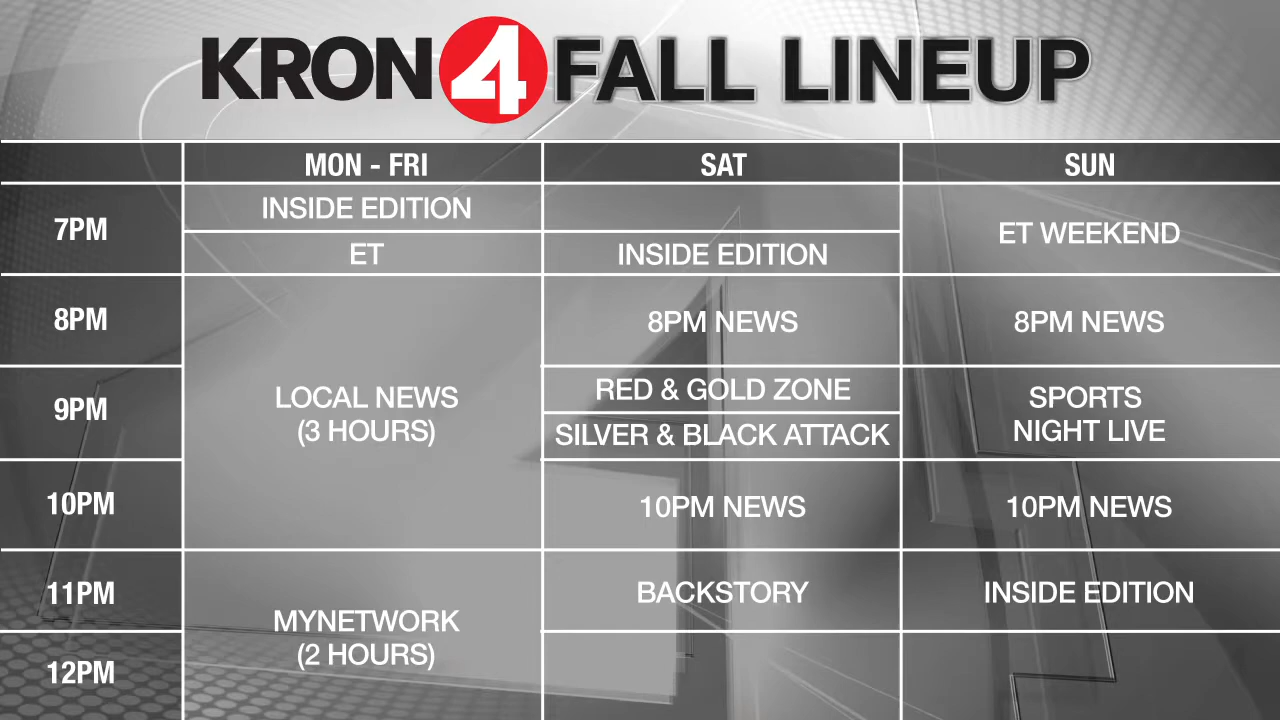 KRON 4 FALL LINEUP
MON - FRI
SAT
SUN
7PM
INSIDE EDITION
ET
INSIDE EDITION
ET WEEKEND
8PM
8PM NEWS
8PM NEWS
LOCAL NEWS
(3 HOURS)
9PM
RED & GOLD ZONE
SILVER & BLACK ATTACK
SPORTS
NIGHT LIVE
10PM
10PM NEWS
10PM NEWS
11PM
MYNETWORK
(2 HOURS)
BACKSTORY
INSIDE EDITION
12PM